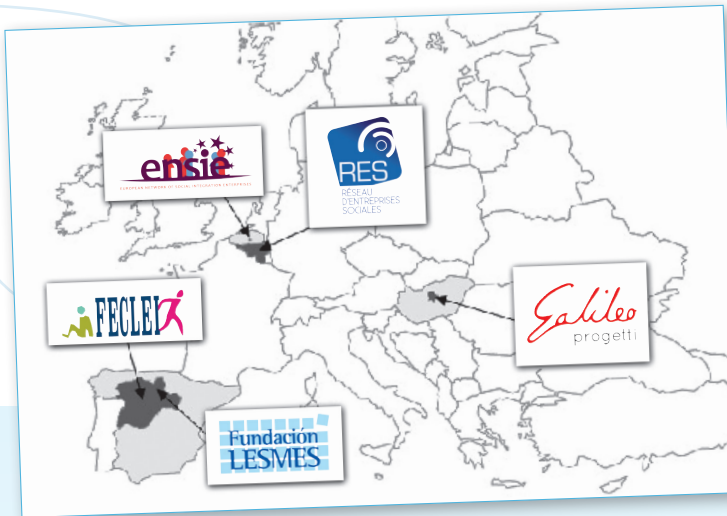 ensie
EUROPEAN NETWORK OF SOCIAL INTEGRATION ENTERPRISES
RES
RÉSEAU
D'ENTREPRISES
SOCIALES
FECLEI
Galileo
progetti
Fundación
LESMES